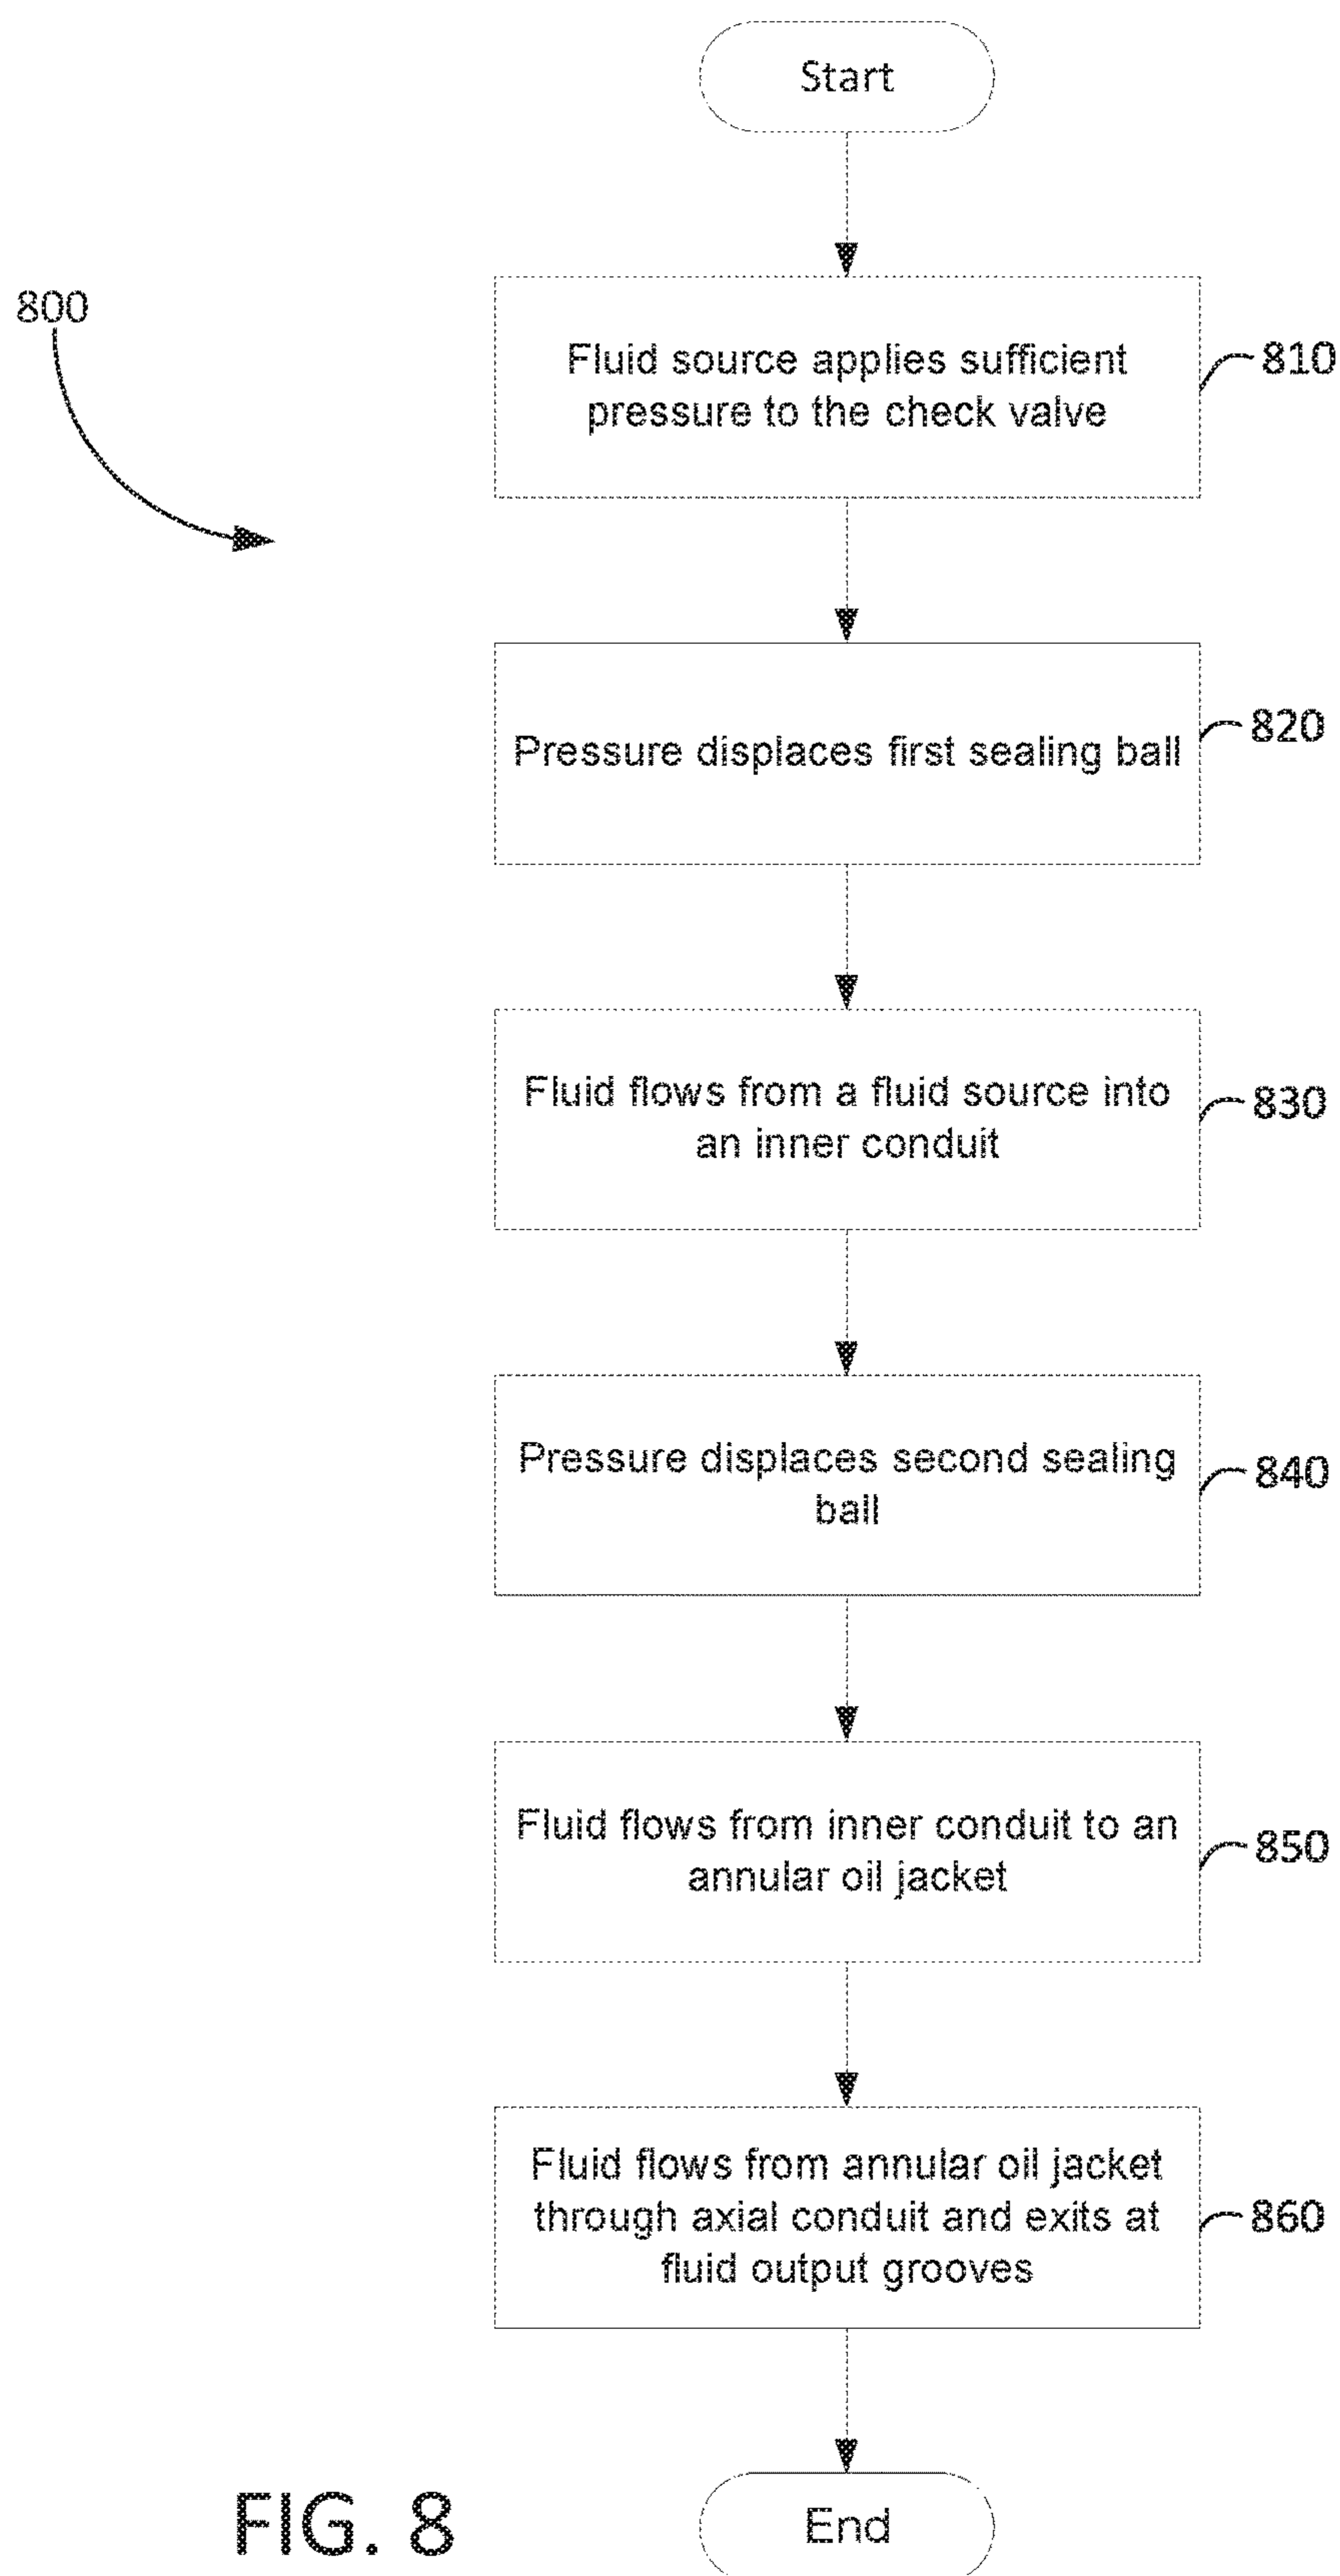 Start
800
Fluid source applies sufficient
pressure to the check valve
810
Pressure displaces first sealing ball
820
Fluid flows from a fluid source into
an inner conduit
830
Pressure displaces second sealing
ball
840
Fluid flows from inner conduit to an
annular oil jacket
850
Fluid flows from annular oil jacket
through axial conduit and exits at
fluid output grooves
860
End
FIG. 8